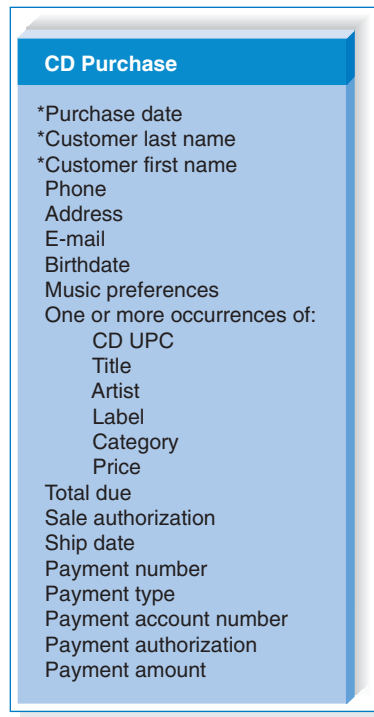 CD Purchase
*Purchase date
*Customer last name
*Customer first name
Phone
Address
E-mail
Birthdate
Music preferences
One or more occurrences of:
CD UPC
Title
Artist
Label
Category
Price
Total due
Sale authorization
Ship date
Payment number
Payment type
Payment account number
Payment authorization
Payment amount